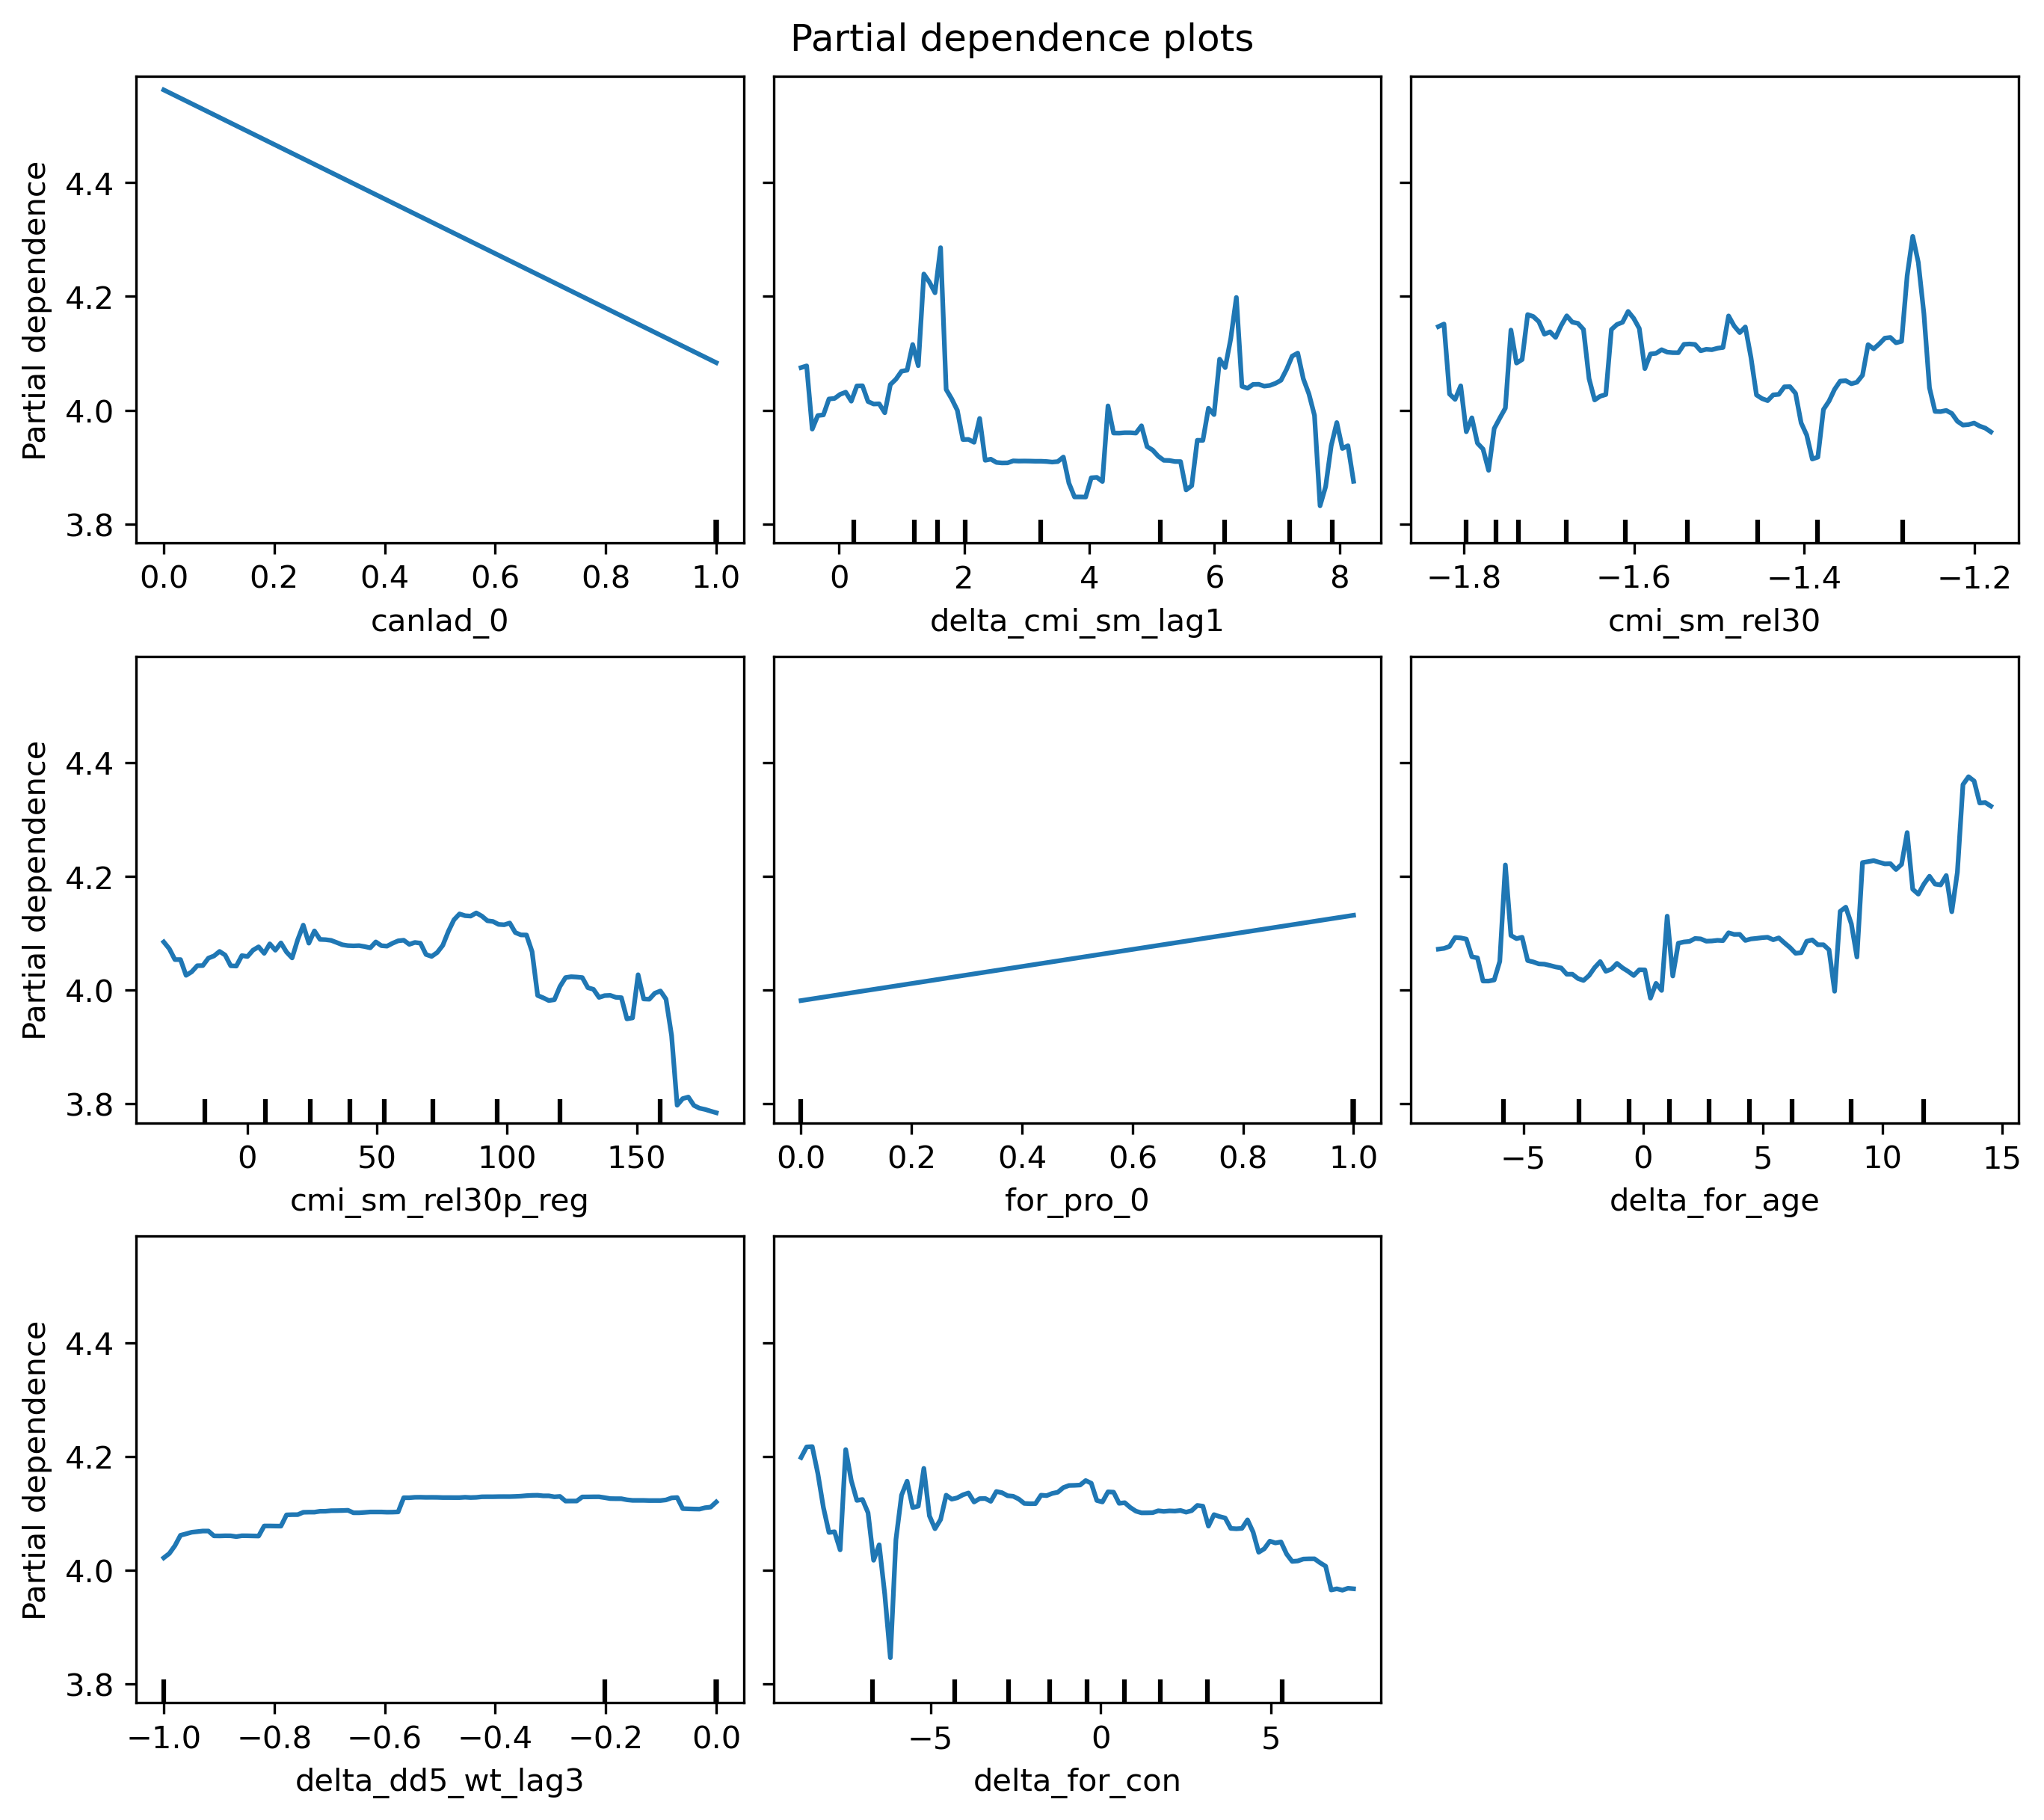 Partial dependence plots
Partial dependence
4.4
4.2
4.0
3.8
0.0 0.2 0.4 0.6 0.8 1.0
canlad_0
0 2 4 6 8
delta_cmi_sm_lag1
−1.8 −1.6 −1.4 −1.2
cmi_sm_rel30
Partial dependence
4.4
4.2
4.0
3.8
0 50 100 150
cmi_sm_rel30p_reg
0.0 0.2 0.4 0.6 0.8 1.0
for_pro_0
−5 0 5 10 15
delta_for_age
Partial dependence
4.4
4.2
4.0
3.8
−1.0 −0.8 −0.6 −0.4 −0.2 0.0
delta_dd5_wt_lag3
−5 0 5
delta_for_con